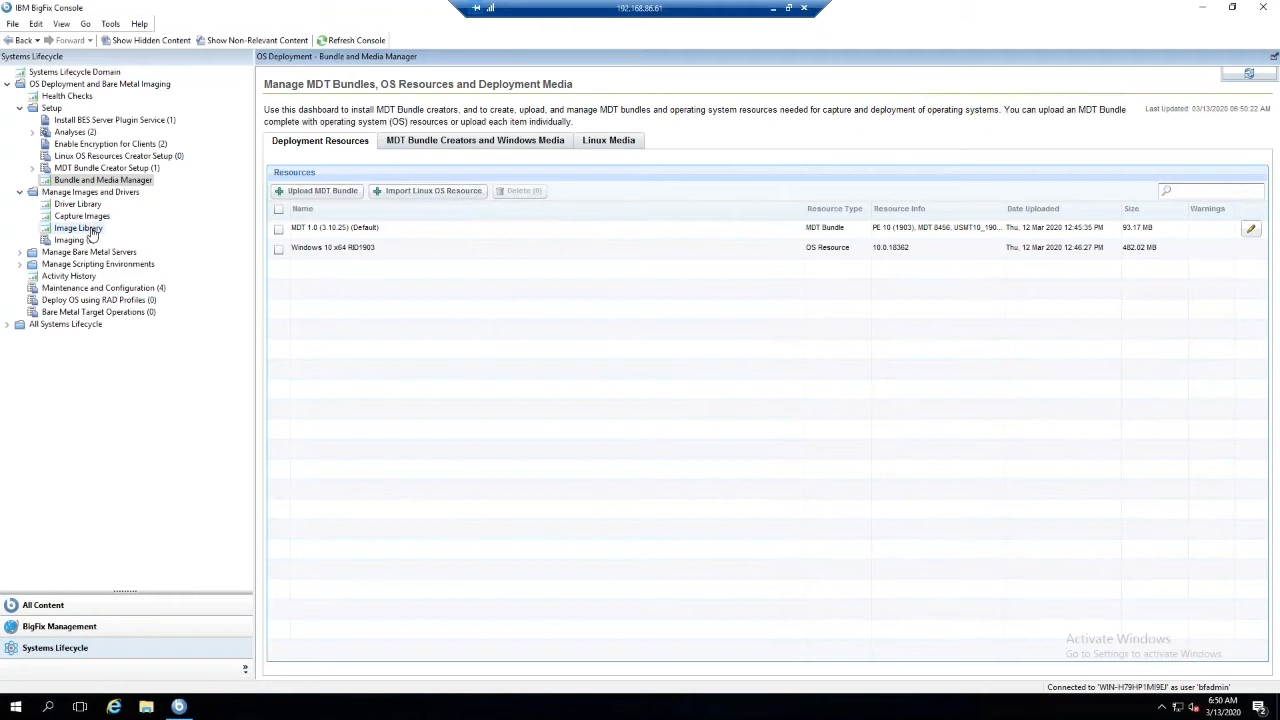 IBM BigFix Console
192.168.86.61
File Edit View Go Tools Help
Back Forward Show Hidden Content Show Non-Relevant Content Refresh Console
Systems Lifecycle
OS Deployment - Bundle and Media Manager
Systems Lifecycle Domain
OS Deployment and Bare Metal Imaging
Health Checks
Setup
Install BES Server Plugin Service (1)
Analyses (2)
Enable Encryption for Clients (2)
Linux OS Resources Creator Setup (0)
MDT Bundle Creator Setup (1)
Bundle and Media Manager
Manage Images and Drivers
Driver Library
Capture Images
Image Library
Imaging
Manage Bare Metal Servers
Manage Scripting Environments
Activity History
Maintenance and Configuration (4)
Deploy OS using RAD Profiles (0)
Bare Metal Target Operations (0)
All Systems Lifecycle
All Content
BigFix Management
Systems Lifecycle
Manage MDT Bundles, OS Resources and Deployment Media
Use this dashboard to install MDT Bundle creators, and to create, upload, and manage MDT bundles and operating system resources needed for capture and deployment of operating systems. You can upload an MDT Bundle
complete with operating system (OS) resources or upload each item individually.
Last Updated: 03/13/2020 06:50:22 AM
Deployment Resources MDT Bundle Creators and Windows Media Linux Media
Resources
Upload MDT Bundle Import Linux OS Resource Delete (0)
Name Resource Type Resource Info Date Uploaded Size Warnings
MDT 1.0 (3.10.25) (Default) MDT Bundle PE 10 (1903), MDT 8456, USMT10_190... Thu, 12 Mar 2020 12:45:35 PM 93.17 MB
Windows 10 x64 RID1903 OS Resource 10.0.18362 Thu, 12 Mar 2020 12:46:27 PM 482.02 MB
Activate Windows
Go to Settings to activate Windows.
Connected to 'WIN-H79HP1MI9EJ' as user 'bfadmin'
6:50 AM
3/13/2020
2